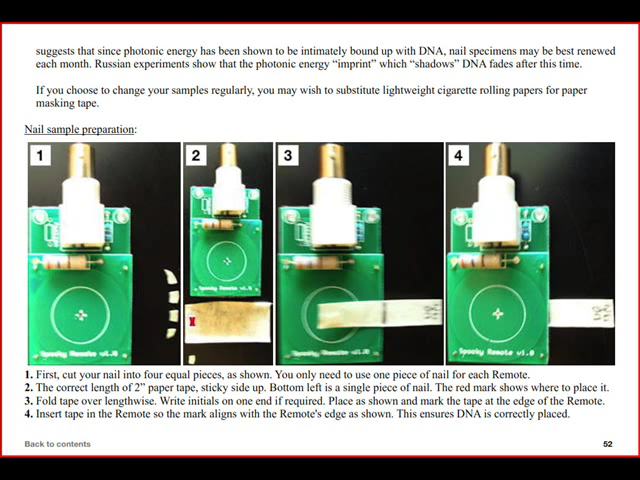 suggests that since photonic energy has been shown to be intimately bound up with DNA, nail specimens may be best renewed
each month. Russian experiments show that the photonic energy “imprint” which “shadows” DNA fades after this time.
If you choose to change your samples regularly, you may wish to substitute lightweight cigarette rolling papers for paper
masking tape.
Nail sample preparation:
1
2
3
4
Spooky Remote v1.0
Spooky Remote v1.0
Spooky Remote v1.0
Spooky Remote v1.0
1. First, cut your nail into four equal pieces, as shown. You only need to use one piece of nail for each Remote.
2. The correct length of 2” paper tape, sticky side up. Bottom left is a single piece of nail. The red mark shows where to place it.
3. Fold tape over lengthwise. Write initials on one end if required. Place as shown and mark the tape at the edge of the Remote.
4. Insert tape in the Remote so the mark aligns with the Remote's edge as shown. This ensures DNA is correctly placed.
Back to contents
52